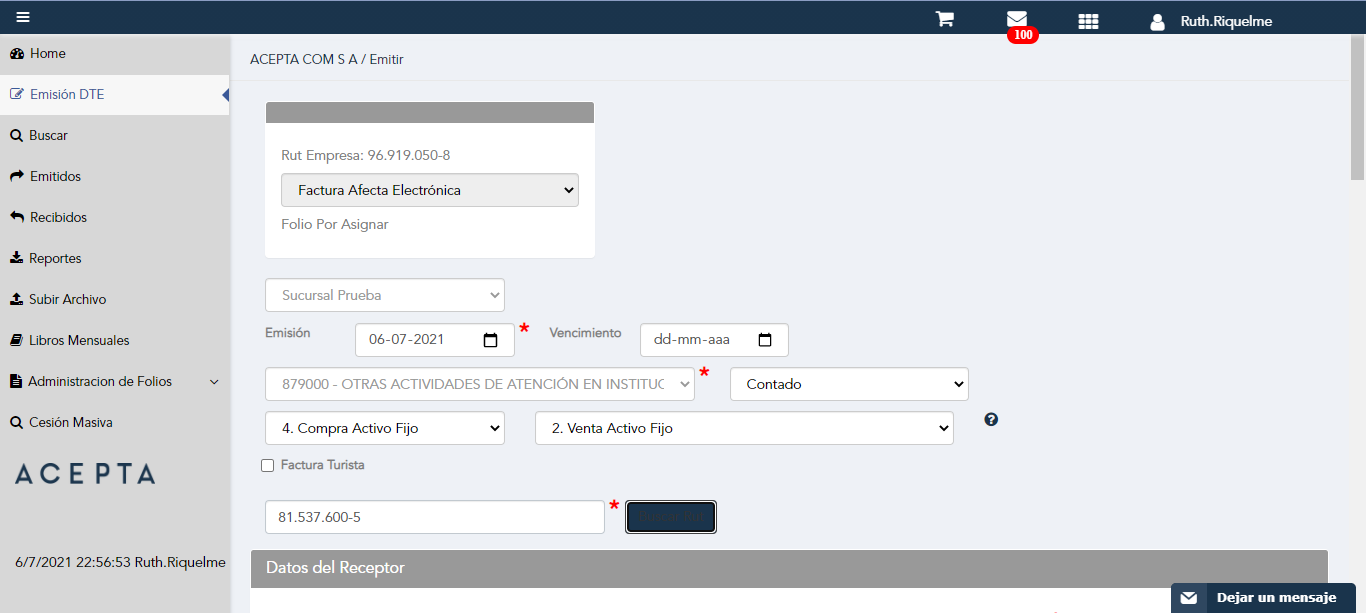 100
Ruth.Riquelme
Home
Emisión DTE
Buscar
Emitidos
Recibidos
Reportes
Subir Archivo
Libros Mensuales
Administracion de Folios
Cesión Masiva
ACEPTA
6/7/2021 22:56:53 Ruth.Riquelme
ACEPTA COM S A / Emitir
Rut Empresa: 96.919.050-8
Factura Afecta Electrónica
Folio Por Asignar
Sucursal Prueba
Emisión 06-07-2021 * Vencimiento dd-mm-aaa
879000 - OTRAS ACTIVIDADES DE ATENCIÓN EN INSTITUC * Contado
4. Compra Activo Fijo 2. Venta Activo Fijo
Factura Turista
81.537.600-5 *
Datos del Receptor
Dejar un mensaje